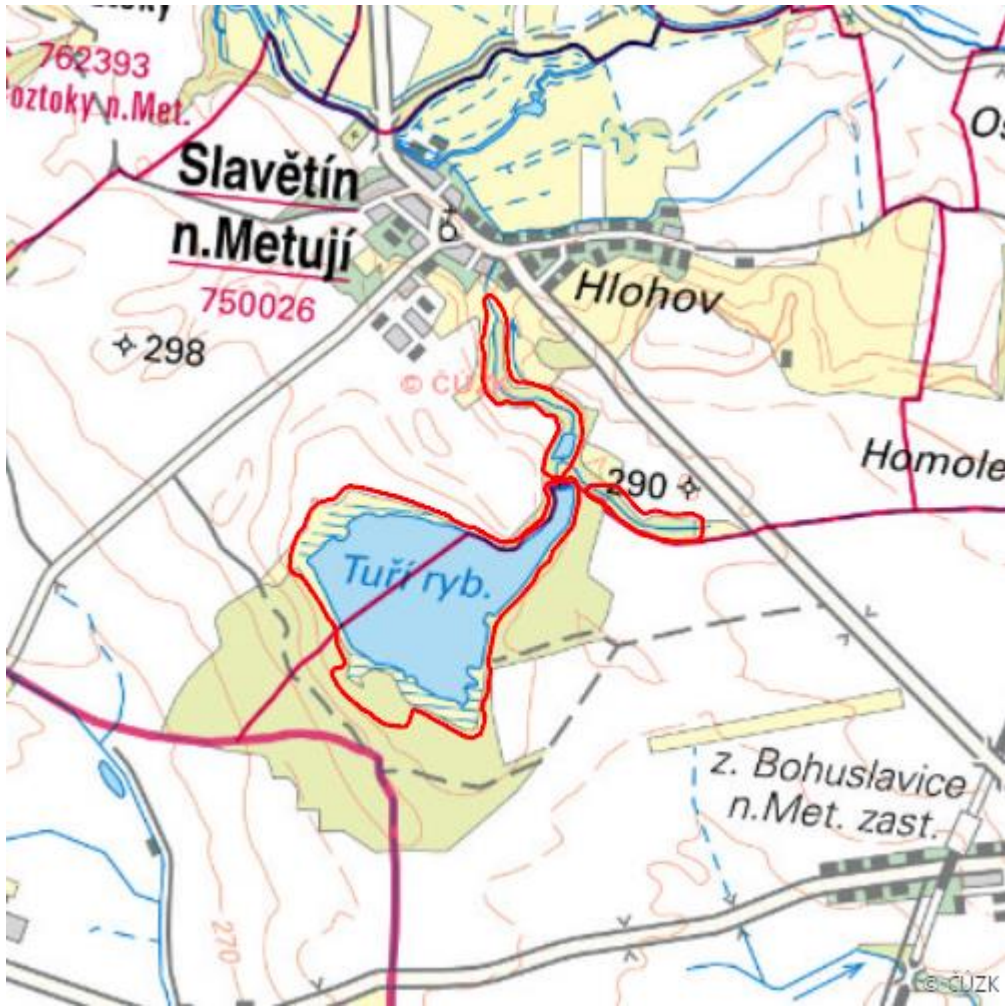 762393
oztoky n.Met.
Slavětín
n.Metují
750026
Hlohov
298
© ČÚZK
290
Homole
Tuří ryb.
z. Bohuslavice
n.Met. zast.
270
© ČÚZK